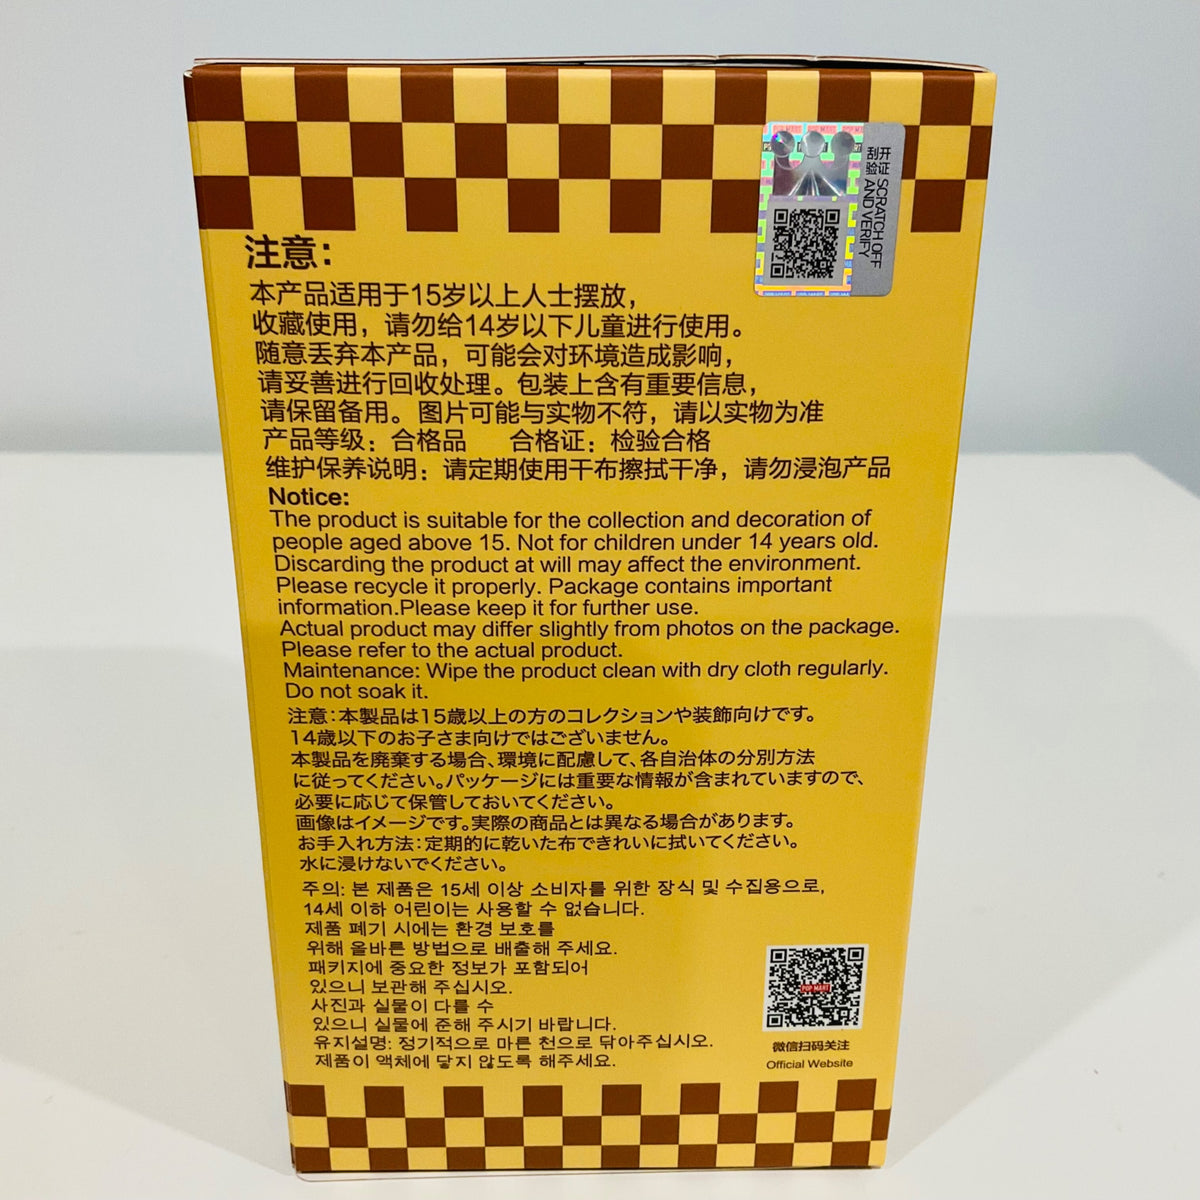 POP MART
开证 SCRATCH OFF
刮验 AND VERIFY
注意：
本产品适用于15岁以上人士摆放，
收藏使用，请勿给14岁以下儿童进行使用。
随意丢弃本产品，可能会对环境造成影响，
请妥善进行回收处理。包装上含有重要信息，
请保留备用。图片可能与实物不符，请以实物为准
产品等级：合格品 合格证：检验合格
维护保养说明：请定期使用干布擦拭干净，请勿浸泡产品
Notice:
The product is suitable for the collection and decoration of
people aged above 15. Not for children under 14 years old.
Discarding the product at will may affect the environment.
Please recycle it properly. Package contains important
information.Please keep it for further use.
Actual product may differ slightly from photos on the package.
Please refer to the actual product.
Maintenance: Wipe the product clean with dry cloth regularly.
Do not soak it.
注意：本製品は15歳以上の方のコレクションや装飾向けです。
14歳以下のお子さま向けではございません。
本製品を廃棄する場合、環境に配慮して、各自治体の分別方法
に従ってください。パッケージには重要な情報が含まれていますので、
必要に応じて保管しておいてください。
画像はイメージです。実際の商品とは異なる場合があります。
お手入れ方法：定期的に乾いた布できれいに拭いてください。
水に浸けないでください。
주의: 본 제품은 15세 이상 소비자를 위한 장식 및 수집용으로,
14세 이하 어린이는 사용할 수 없습니다.
제품 폐기 시에는 환경 보호를
위해 올바른 방법으로 배출해 주세요.
패키지에 중요한 정보가 포함되어
있으니 보관해 주십시오.
사진과 실물이 다를 수
있으니 실물에 준해 주시기 바랍니다.
유지설명: 정기적으로 마른 천으로 닦아주십시오.
제품이 액체에 닿지 않도록 해주세요.
POP MART
微信扫码关注
Official Website